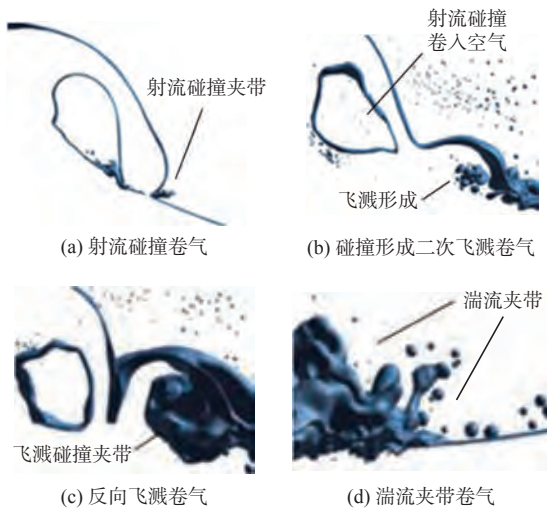 射流碰撞夹带
(a) 射流碰撞卷气
射流碰撞
卷入空气
飞溅形成
(b) 碰撞形成二次飞溅卷气
飞溅碰撞夹带
(c) 反向飞溅卷气
湍流夹带
(d) 湍流夹带卷气